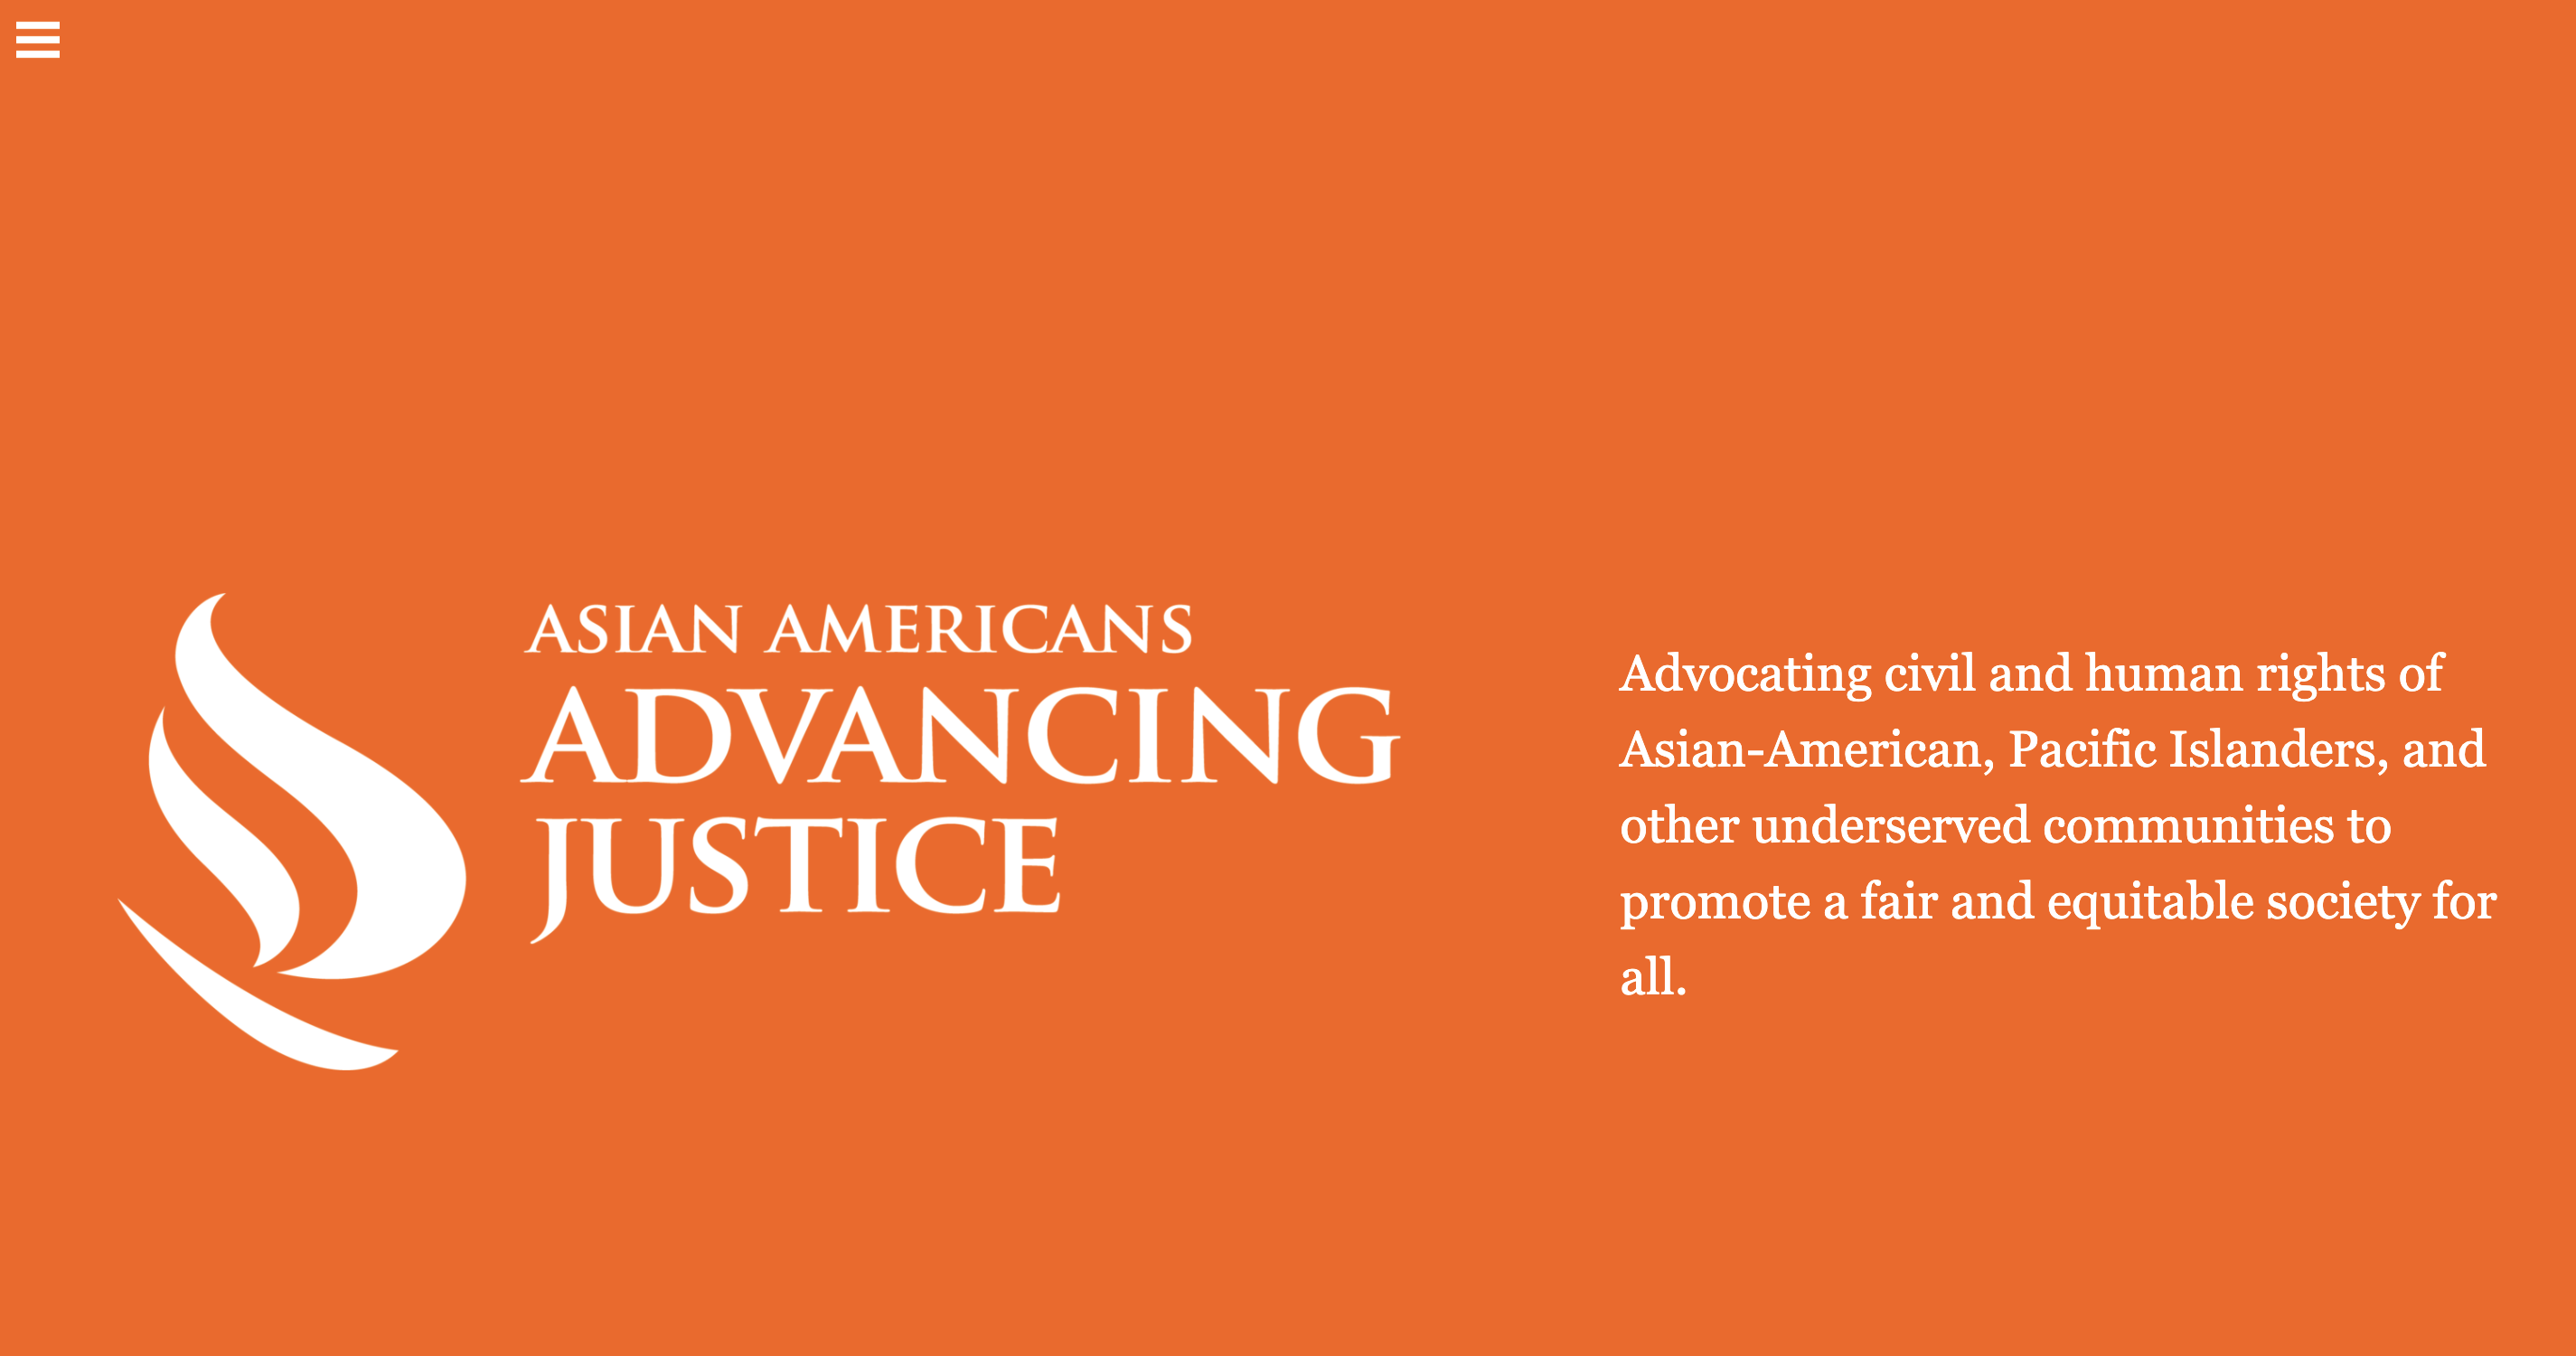 ASIAN AMERICANS
ADVANCING
JUSTICE
Advocating civil and human rights of
Asian-American, Pacific Islanders, and
other underserved communities to
promote a fair and equitable society for
all.